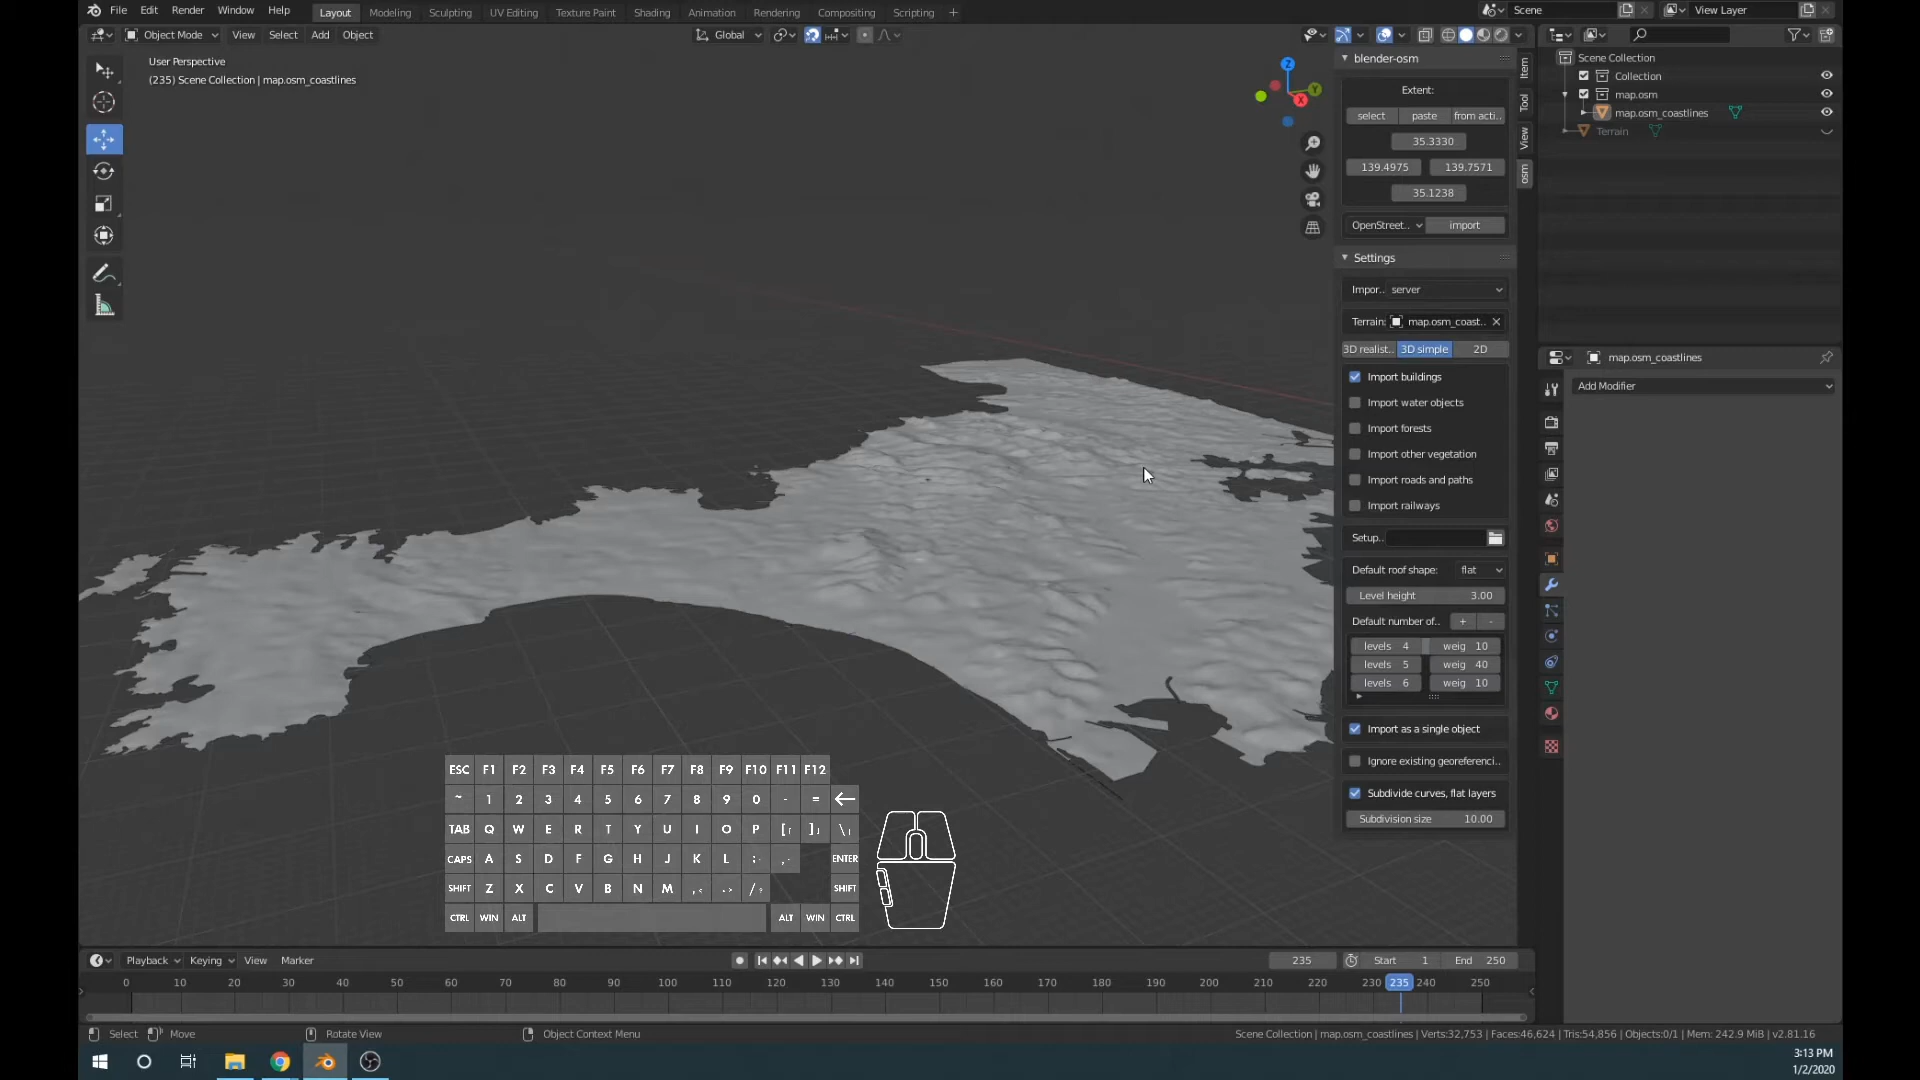 File Edit Render Window Help Layout Modeling Sculpting UV Editing Texture Paint Shading Animation Rendering Compositing Scripting + Scene View Layer
Object Mode View Select Add Object Global
User Perspective
(235) Scene Collection | map.osm_coastlines
Z
Y
X
blender-osm
Extent:
select paste from acti..
35.3330
139.4975 139.7571
35.1238
OpenStreet.. import
Settings
Impor.. server
Terrain: map.osm_coast..
3D realist.. 3D simple 2D
Import buildings
Import water objects
Import forests
Import other vegetation
Import roads and paths
Import railways
Setup..
Default roof shape: flat
Level height 3.00
Default number of.. + -
levels 4 weig 10
levels 5 weig 40
levels 6 weig 10
Import as a single object
Ignore existing georeferenci..
Subdivide curves, flat layers
Subdivision size 10.00
Item
Tool
View
osm
Scene Collection
Collection
map.osm
map.osm_coastlines
Terrain
map.osm_coastlines
Add Modifier
ESC F1 F2 F3 F4 F5 F6 F7 F8 F9 F10 F11 F12
~ 1 2 3 4 5 6 7 8 9 0 - =
TAB Q W E R T Y U I O P [ ] \
CAPS A S D F G H J K L ; , ENTER
SHIFT Z X C V B N M , . / SHIFT
CTRL WIN ALT ALT WIN CTRL
Playback Keying View Marker 235 Start 1 End 250
0 10 20 30 40 50 60 70 80 90 100 110 120 130 140 150 160 170 180 190 200 210 220 230 235 240 250
Select Move Rotate View Object Context Menu Scene Collection | map.osm_coastlines | Verts:32,753 | Faces:46,624 | Tris:54,856 | Objects:0/1 | Mem: 242.9 MiB | v2.81.16
3:13 PM
1/2/2020